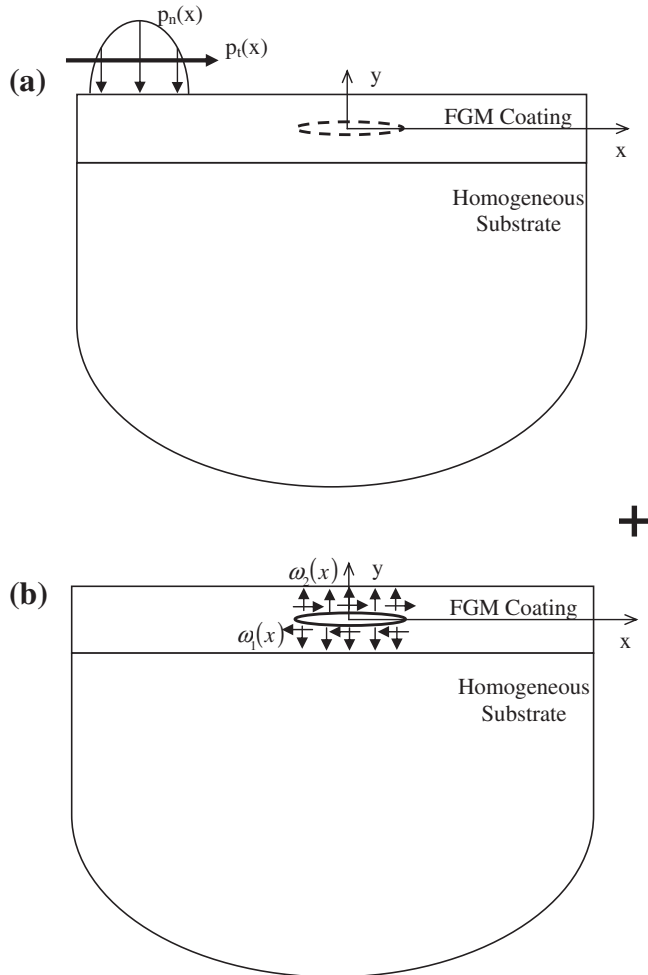 pₙ(x)
pₜ(x)
(a)
y
FGM Coating
x
Homogeneous
Substrate
+
ω₂(x)
y
(b)
FGM Coating
ω₁(x)
x
Homogeneous
Substrate